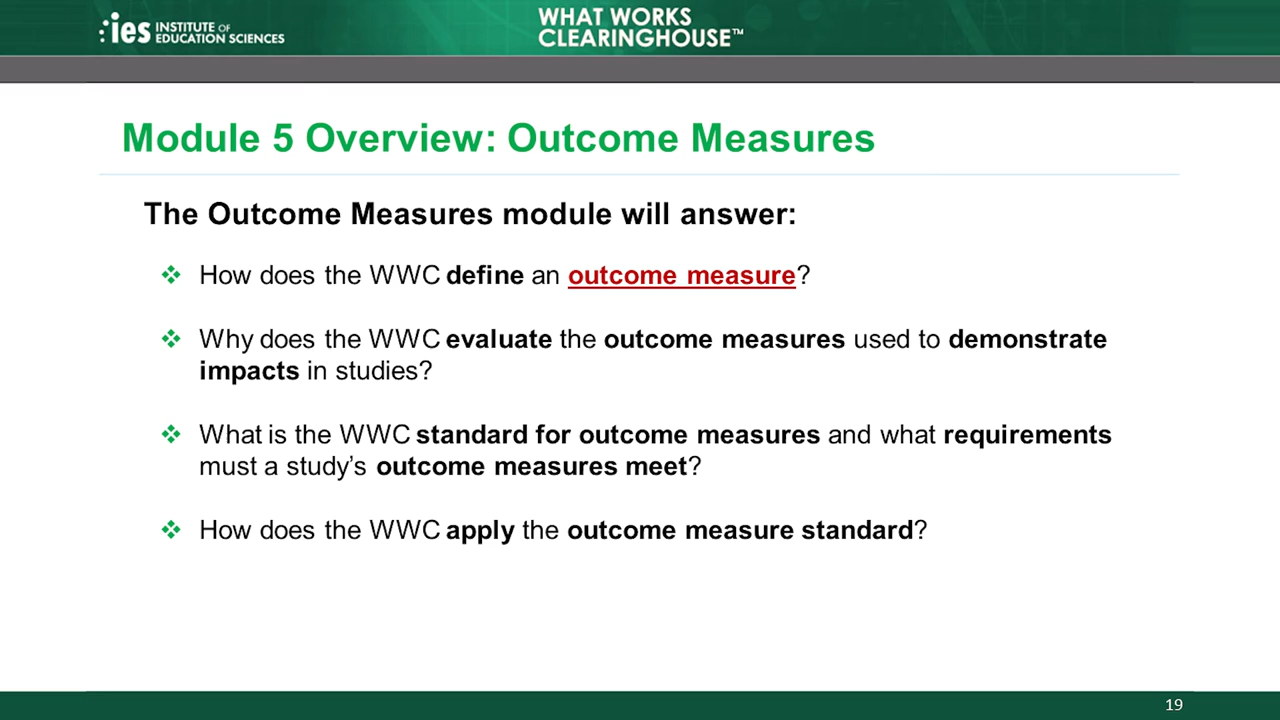 ies INSTITUTE OF
EDUCATION SCIENCES
WHAT WORKS
CLEARINGHOUSE™
Module 5 Overview: Outcome Measures
The Outcome Measures module will answer:
How does the WWC define an outcome measure?
Why does the WWC evaluate the outcome measures used to demonstrate
impacts in studies?
What is the WWC standard for outcome measures and what requirements
must a study’s outcome measures meet?
How does the WWC apply the outcome measure standard?
19